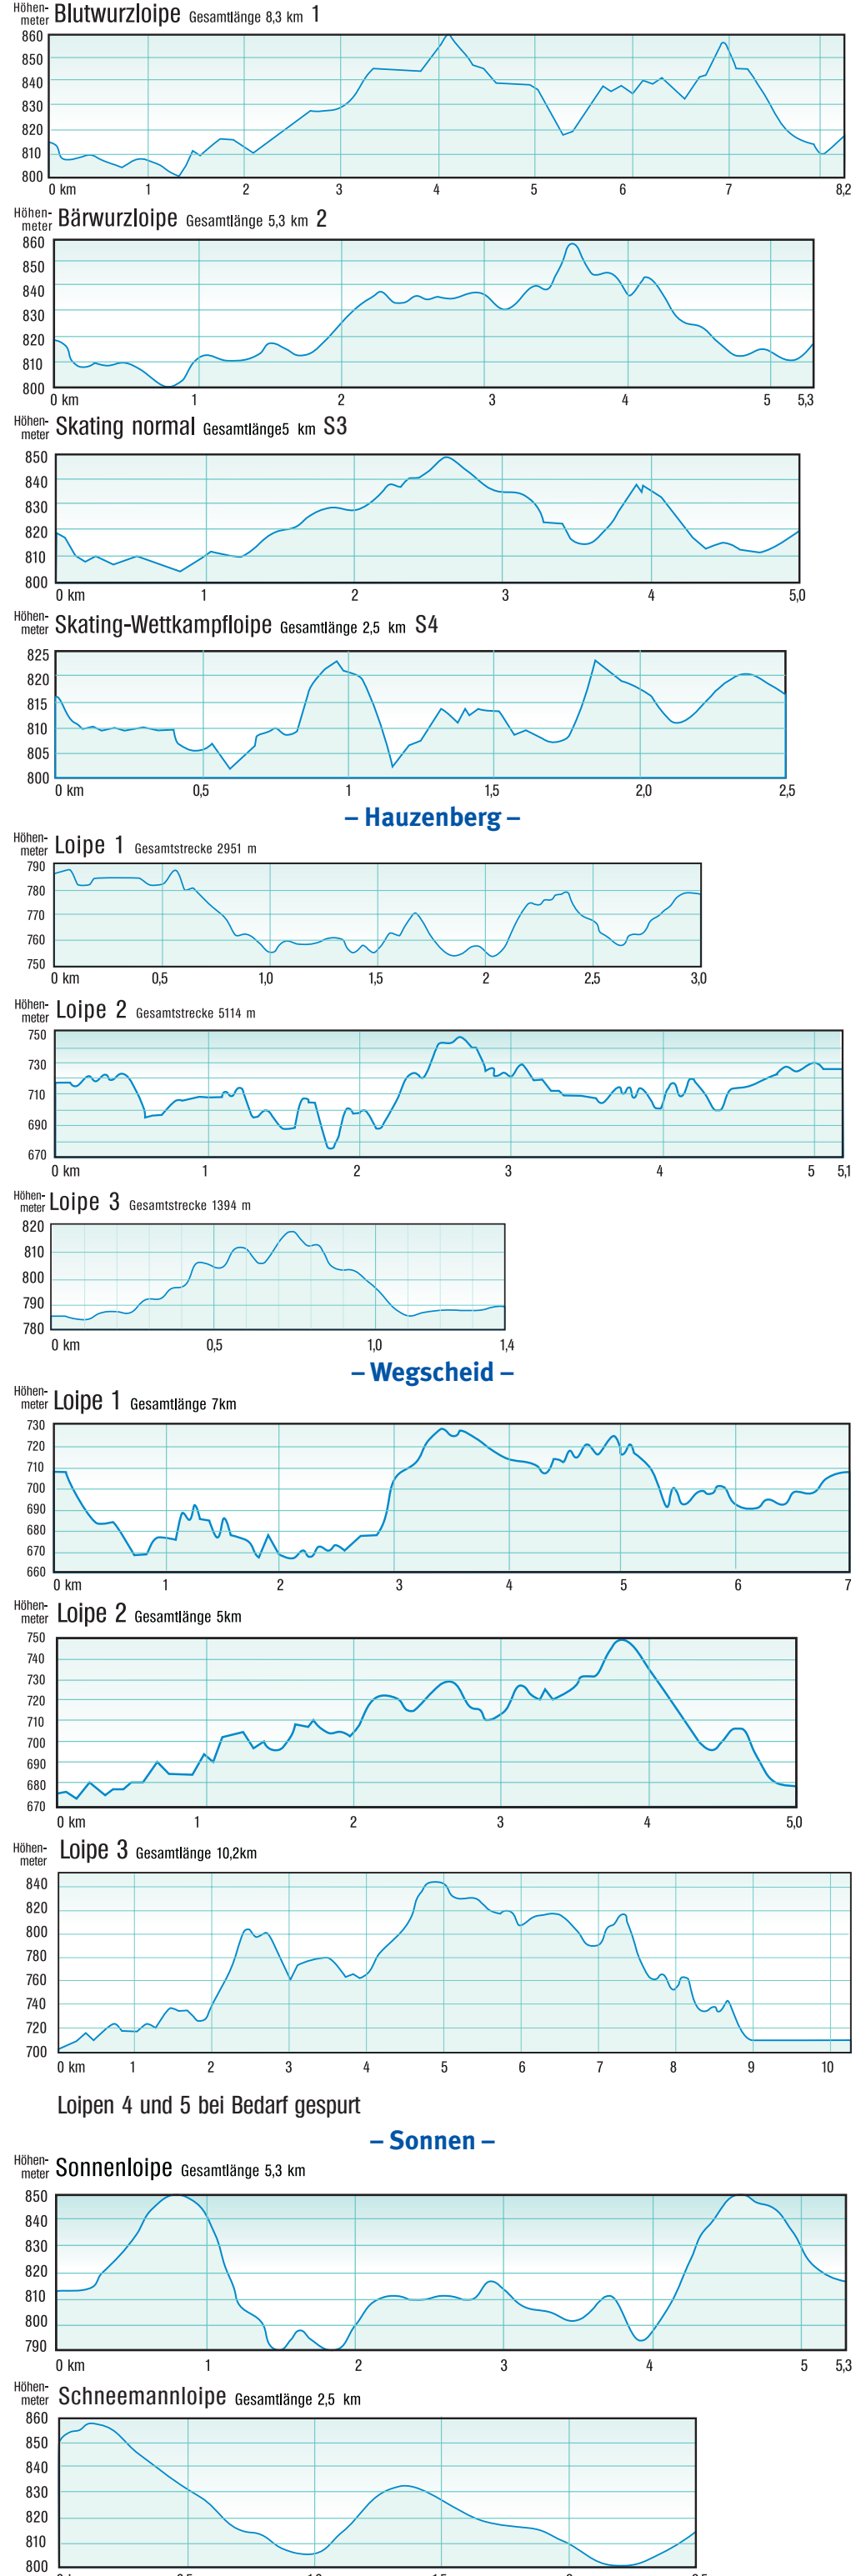 Höhen-
meter Blutwurzloipe Gesamtlänge 8,3 km 1
860
850
840
830
820
810
800
0 km 1 2 3 4 5 6 7 8,2
Höhen-
meter Bärwurzloipe Gesamtlänge 5,3 km 2
860
850
840
830
820
810
800
0 km 1 2 3 4 5 5,3
Höhen-
meter Skating normal Gesamtlänge5 km S3
850
840
830
820
810
800
0 km 1 2 3 4 5,0
Höhen-
meter Skating-Wettkampfloipe Gesamtlänge 2,5 km S4
825
820
815
810
805
800
0 km 0,5 1 1,5 2,0 2,5
– Hauzenberg –
Höhen-
meter Loipe 1 Gesamtstrecke 2951 m
790
780
770
760
750
0 km 0,5 1,0 1,5 2 2,5 3,0
Höhen-
meter Loipe 2 Gesamtstrecke 5114 m
750
730
710
690
670
0 km 1 2 3 4 5 5,1
Höhen-
meter Loipe 3 Gesamtstrecke 1394 m
820
810
800
790
780
0 km 0,5 1,0 1,4
– Wegscheid –
Höhen-
meter Loipe 1 Gesamtlänge 7km
730
720
710
700
690
680
670
660
0 km 1 2 3 4 5 6 7
Höhen-
meter Loipe 2 Gesamtlänge 5km
750
740
730
720
710
700
690
680
670
0 km 1 2 3 4 5,0
Höhen-
meter Loipe 3 Gesamtlänge 10,2km
840
820
800
780
760
740
720
700
0 km 1 2 3 4 5 6 7 8 9 10
Loipen 4 und 5 bei Bedarf gespurt
– Sonnen –
Höhen-
meter Sonnenloipe Gesamtlänge 5,3 km
850
840
830
820
810
800
790
0 km 1 2 3 4 5 5,3
Höhen-
meter Schneemannloipe Gesamtlänge 2,5 km
860
850
840
830
820
810
800